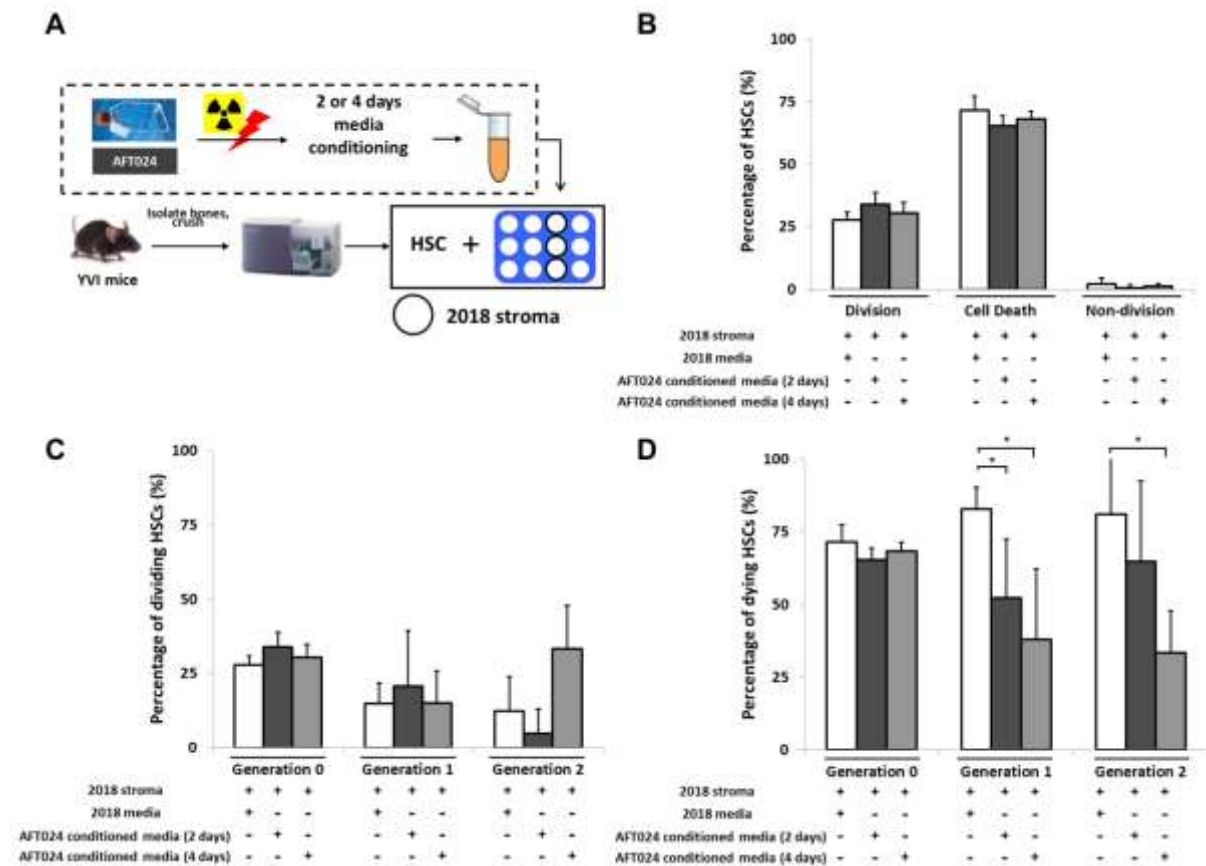 A
AFT024
2 or 4 days
media
conditioning
Isolate bones,
crush
YVI mice
HSC +
2018 stroma
B
Percentage of HSCs (%)
100
75
50
25
0
Division Cell Death Non-division
2018 stroma + + + + + + + + +
2018 media + - - + - - + - -
AFT024 conditioned media (2 days) - + - - + - - + -
AFT024 conditioned media (4 days) - - + - - + - - +
C
Percentage of dividing HSCs (%)
100
75
50
25
0
Generation 0 Generation 1 Generation 2
2018 stroma + + + + + + + + +
2018 media + - - + - - + - -
AFT024 conditioned media (2 days) - + - - + - - + -
AFT024 conditioned media (4 days) - - + - - + - - +
D
Percentage of dying HSCs (%)
100
75
50
25
0
* * *
Generation 0 Generation 1 Generation 2
2018 stroma + + + + + + + + +
2018 media + - - + - - + - -
AFT024 conditioned media (2 days) - + - - + - - + -
AFT024 conditioned media (4 days) - - + - - + - - +